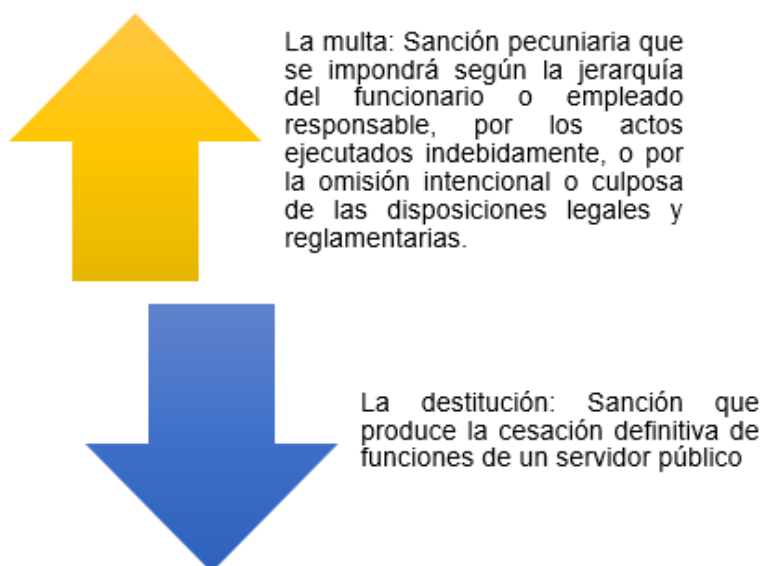 La multa: Sanción pecuniaria que
se impondrá según la jerarquía
del funcionario o empleado
responsable, por los actos
ejecutados indebidamente, o por
la omisión intencional o culposa
de las disposiciones legales y
reglamentarias.
La destitución: Sanción que
produce la cesación definitiva de
funciones de un servidor público